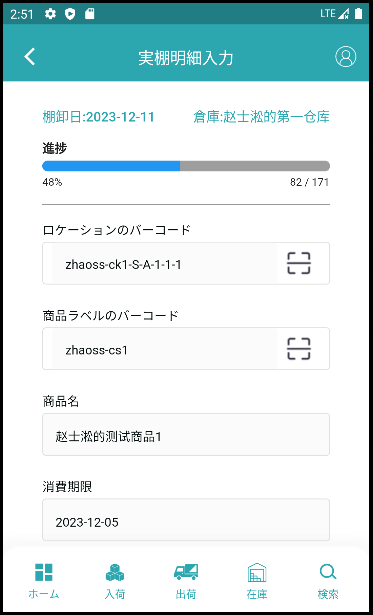 2:51 LTE
実棚明細入力
棚卸日:2023-12-11 倉庫:赵士淞的第一仓库
進捗
48% 82 / 171
ロケーションのバーコード
zhaoss-ck1-S-A-1-1-1
商品ラベルのバーコード
zhaoss-cs1
商品名
赵士淞的测试商品1
消費期限
2023-12-05
ホーム 入荷 出荷 在庫 検索